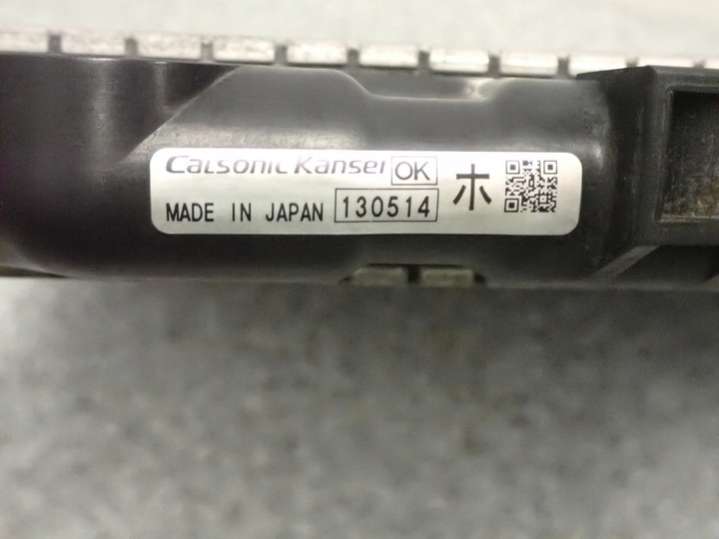 Calsonic Kansei OK ホ
MADE IN JAPAN 130514